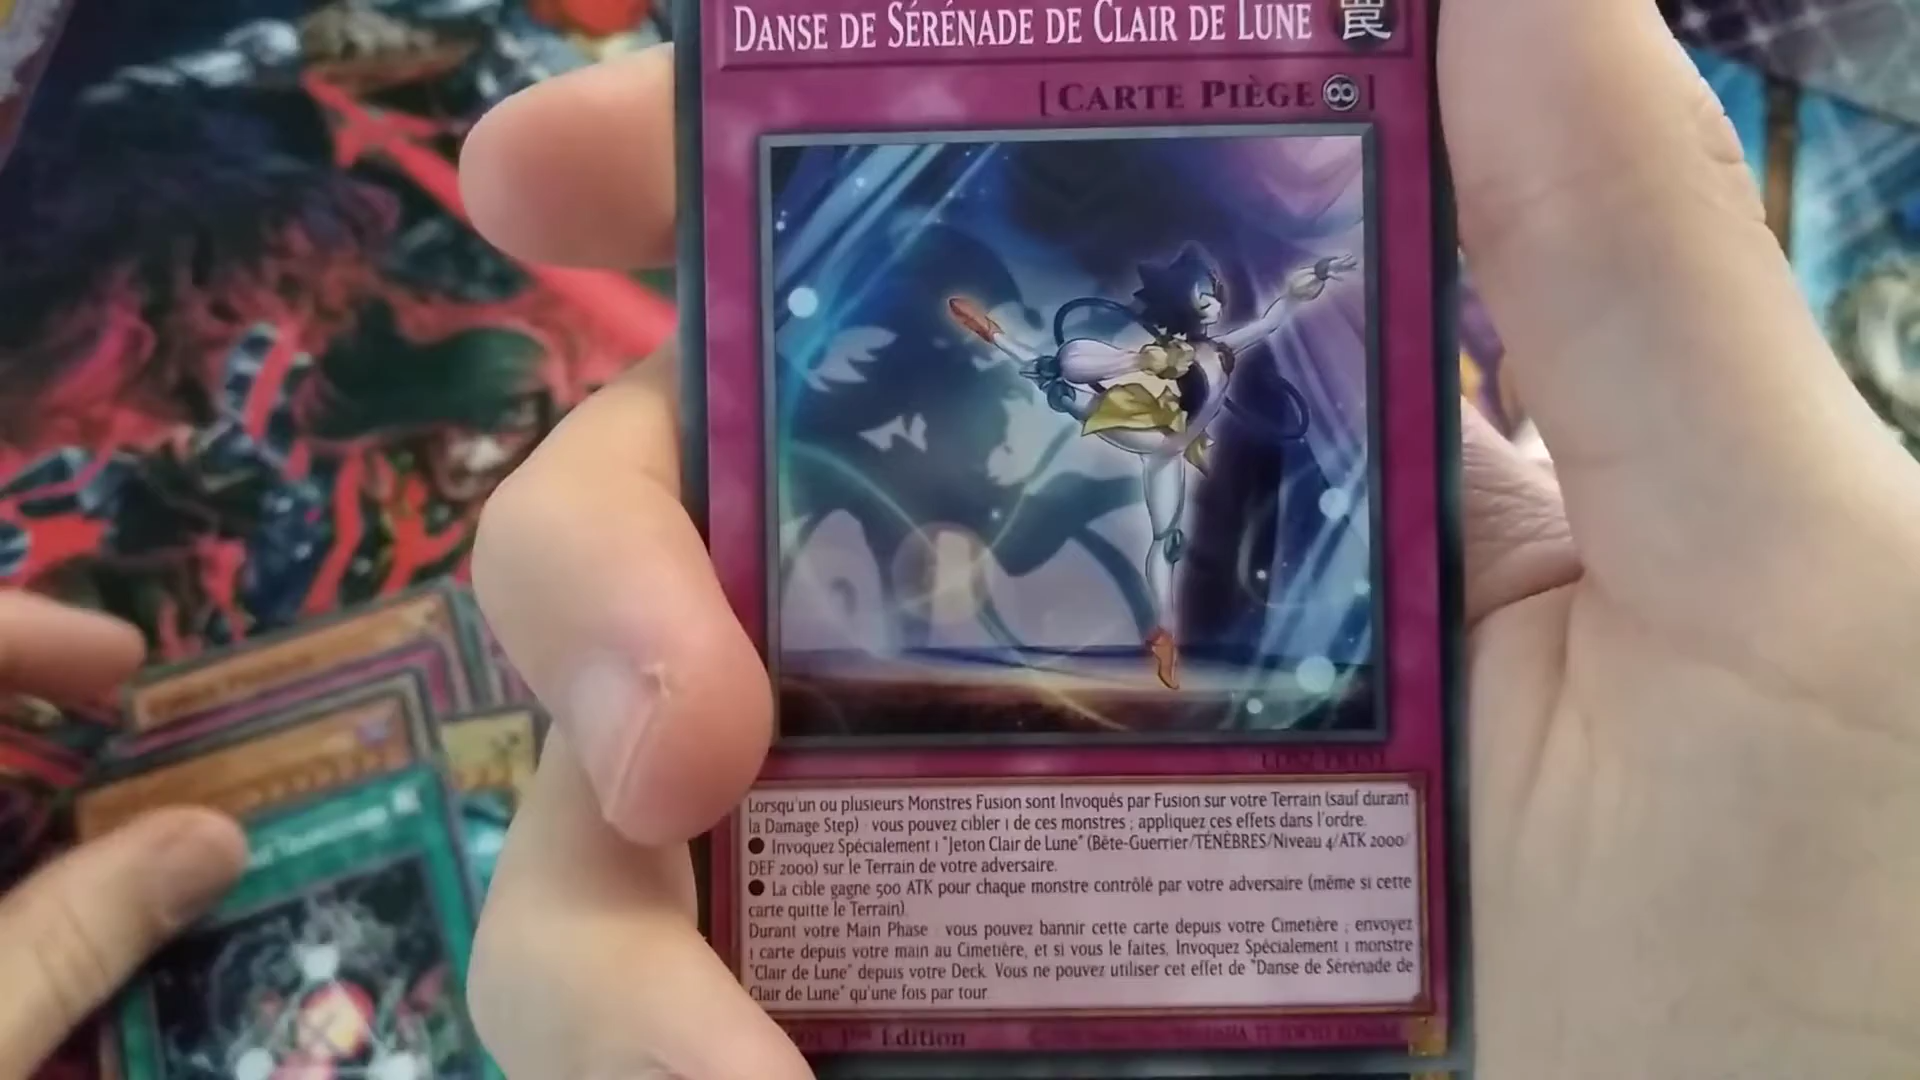 DANSE DE SÉRÉNADE DE CLAIR DE LUNE 罠
[CARTE PIÈGE ∞]
Lorsqu'un ou plusieurs Monstres Fusion sont Invoqués par Fusion sur votre Terrain (sauf durant
la Damage Step) : vous pouvez cibler 1 de ces monstres ; appliquez ces effets dans l'ordre.
● Invoquez Spécialement 1 "Jeton Clair de Lune" (Bête-Guerrier/TÉNÈBRES/Niveau 4/ATK 2000/
DEF 2000) sur le Terrain de votre adversaire.
● La cible gagne 500 ATK pour chaque monstre contrôlé par votre adversaire (même si cette
carte quitte le Terrain).
Durant votre Main Phase : vous pouvez bannir cette carte depuis votre Cimetière ; envoyez
1 carte depuis votre main au Cimetière, et si vous le faites, Invoquez Spécialement 1 monstre
"Clair de Lune" depuis votre Deck. Vous ne pouvez utiliser cet effet de "Danse de Sérénade de
Clair de Lune" qu'une fois par tour.
Edition